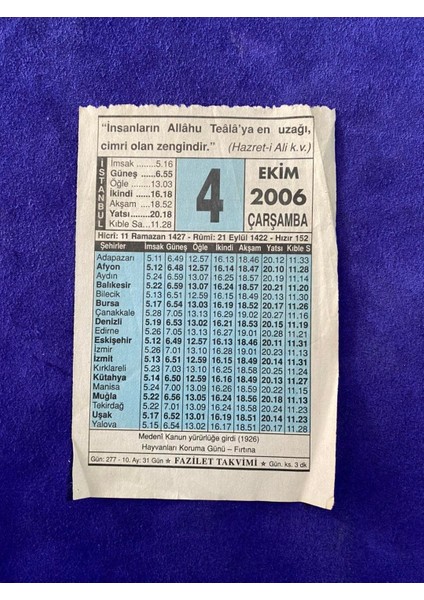 “İnsanların Allâhu Teâlâ’ya en uzağı,
cimri olan zengindir.” (Hazret-i Ali k.v.)
İSTANBUL
İmsak .......5.16
Güneş ......6.55
Öğle .......13.03
İkindi .....16.18
Akşam ....18.52
Yatsı.......20.18
Kıble Sa...11.28
4
EKİM
2006
ÇARŞAMBA
Hicrî: 11 Ramazan 1427 - Rûmî: 21 Eylül 1422 - Hızır 152
Şehirler İmsak Güneş Öğle İkindi Akşam Yatsı Kıble S
Adapazarı 5.11 6.49 12.57 16.13 18.46 20.12 11.33
Afyon 5.12 6.48 12.57 16.14 18.47 20.10 11.28
Aydın 5.24 6.59 13.07 16.26 18.58 20.20 11.15
Balıkesir 5.22 6.59 13.07 16.24 18.57 20.21 11.20
Bilecik 5.13 6.51 12.59 16.15 18.49 20.13 11.30
Bursa 5.17 6.54 13.03 16.19 18.52 20.17 11.26
Çanakkale 5.28 7.05 13.13 16.29 19.03 20.27 11.16
Denizli 5.19 6.53 13.02 16.21 18.53 20.15 11.19
Edirne 5.26 7.05 13.13 16.27 19.01 20.28 11.21
Eskişehir 5.12 6.49 12.57 16.13 18.46 20.11 11.30
İzmir 5.26 7.01 13.10 16.28 19.01 20.23 11.13
İzmit 5.13 6.51 12.59 16.15 18.49 20.14 11.31
Kırklareli 5.23 7.03 13.10 16.25 18.59 20.25 11.23
Kütahya 5.14 6.50 12.59 16.16 18.49 20.13 11.27
Manisa 5.24 7.00 13.09 16.26 18.59 20.22 11.15
Muğla 5.22 6.56 13.05 16.24 18.56 20.18 11.13
Tekirdağ 5.22 7.01 13.09 16.24 18.58 20.24 11.23
Uşak 5.17 6.52 13.01 16.19 18.51 20.14 11.23
Yalova 5.15 6.54 13.02 16.17 18.51 20.17 11.28
Medenî Kanun yürürlüğe girdi (1926)
Hayvanları Koruma Günü – Fırtına
Gün: 277 - 10. Ay: 31 Gün ★ FAZİLET TAKVİMİ ★ Gün. ks. 3 dk